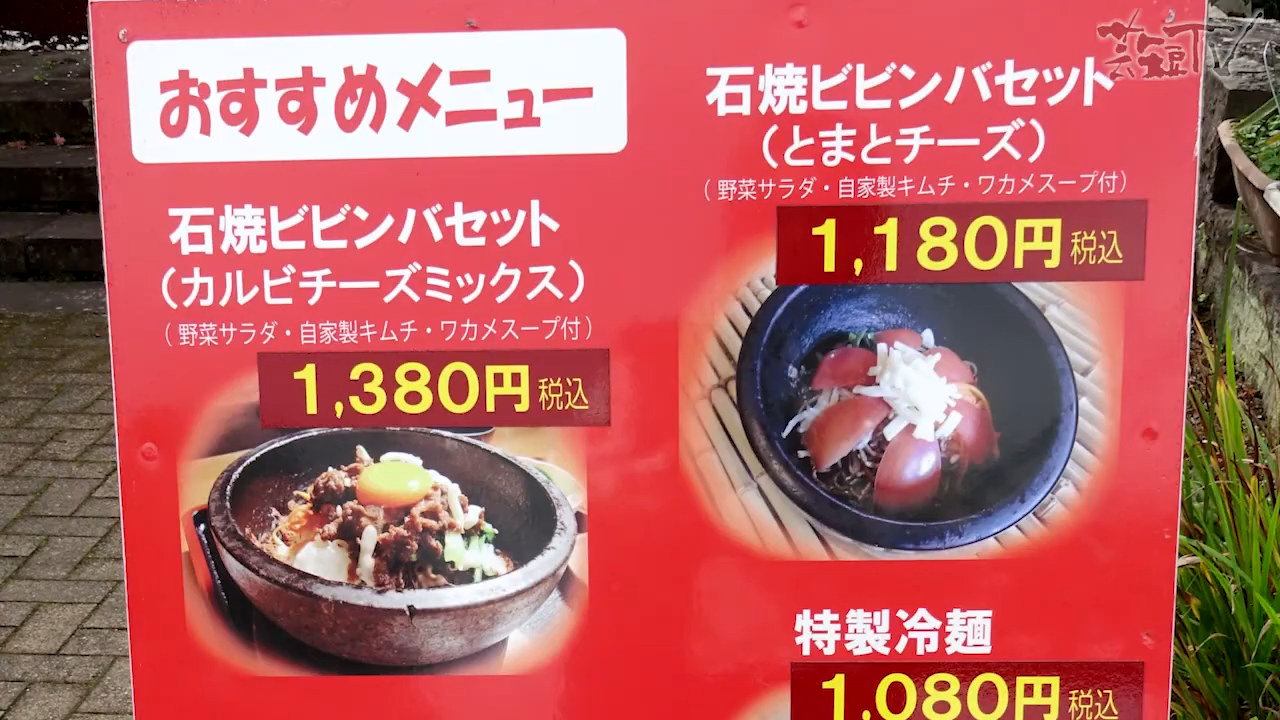 おすすめメニュー
石焼ビビンバセット
（カルビチーズミックス）
（野菜サラダ・自家製キムチ・ワカメスープ付）
1,380円税込
石焼ビビンバセット
（とまとチーズ）
（野菜サラダ・自家製キムチ・ワカメスープ付）
1,180円税込
特製冷麺
1,080円税込